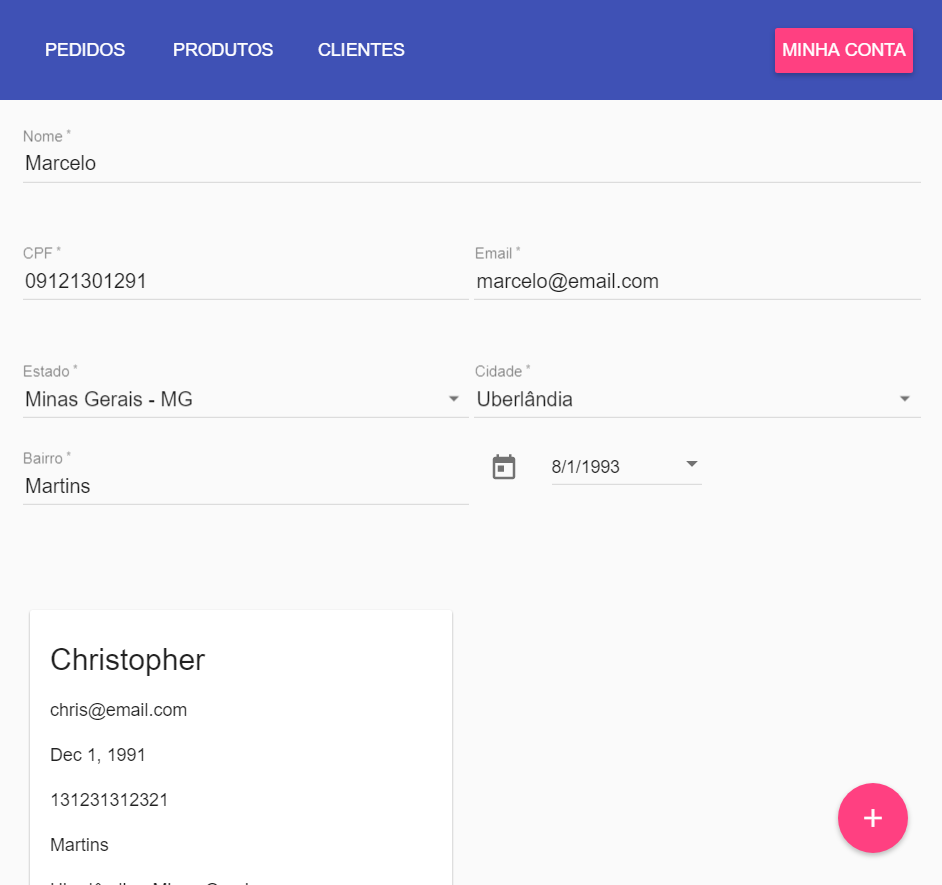 PEDIDOS PRODUTOS CLIENTES MINHA CONTA
Nome *
Marcelo
CPF * Email *
09121301291 marcelo@email.com
Estado * Cidade *
Minas Gerais - MG Uberlândia
Bairro *
Martins 8/1/1993
Christopher
chris@email.com
Dec 1, 1991
131231312321
Martins